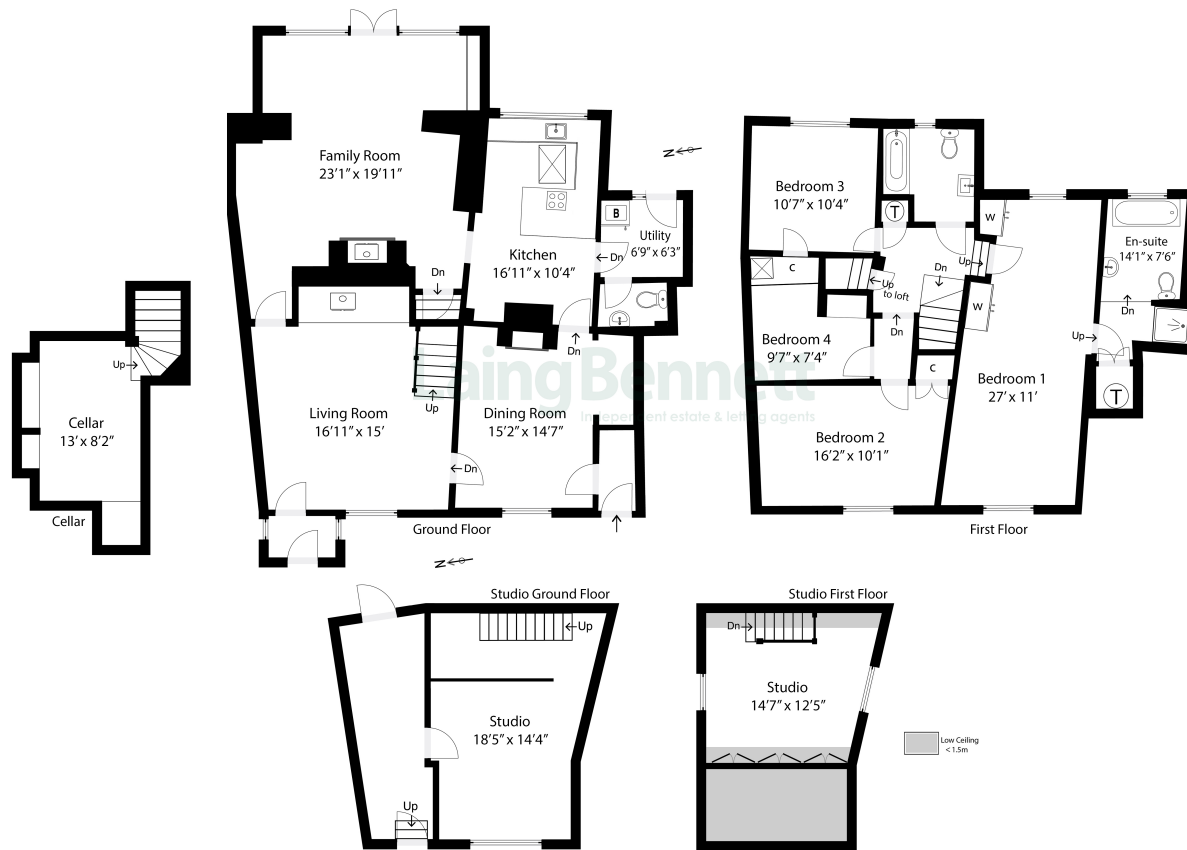 Family Room
23'1" x 19'11"
N
Kitchen
16'11" x 10'4"
B
Utility
6'9" x 6'3"
Dn
Dn
Dn
Living Room
16'11" x 15'
Up
Dining Room
15'2" x 14'7"
Dn
Ground Floor
Up
Cellar
13' x 8'2"
Cellar
Bedroom 3
10'7" x 10'4"
T
W
En-suite
14'1" x 7'6"
Up
Dn
C
Up
to loft
W
Dn
Dn
Up
Bedroom 4
9'7" x 7'4"
C
T
Bedroom 1
27' x 11'
Bedroom 2
16'2" x 10'1"
First Floor
LaingBennett
Independent estate & letting agents
N
Studio Ground Floor
Up
Studio
18'5" x 14'4"
Up
Studio First Floor
Dn
Studio
14'7" x 12'5"
Low Ceiling
< 1.5m